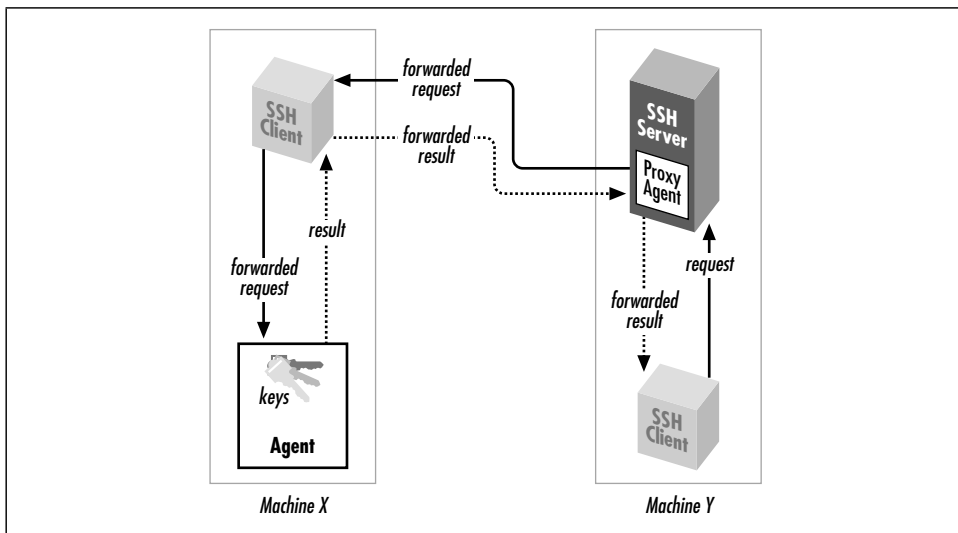 forwarded
request
SSH
Client
forwarded
result
SSH
Server
Proxy
Agent
result
request
forwarded
request
forwarded
result
keys
Agent
SSH
Client
Machine X
Machine Y